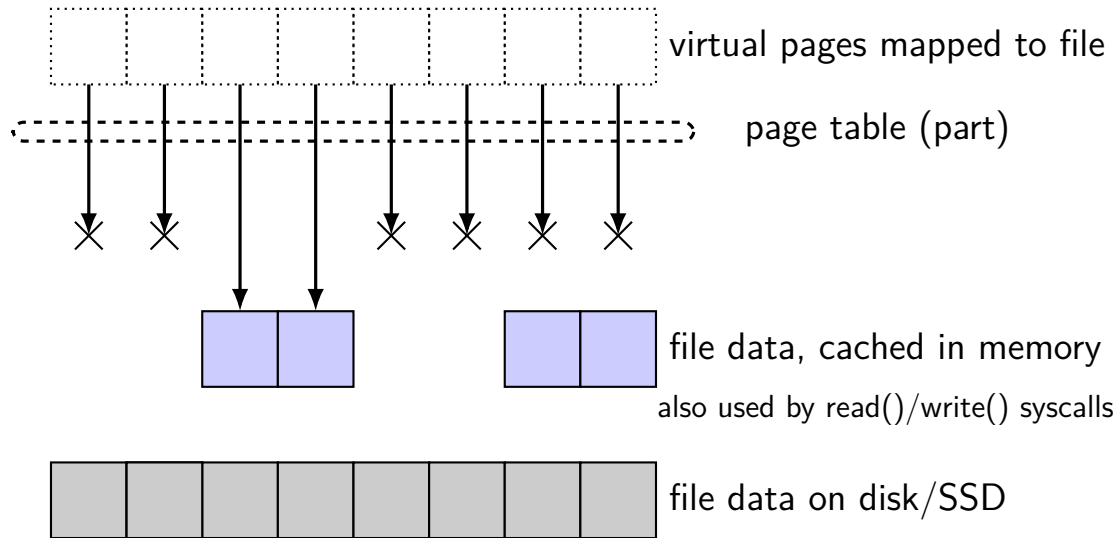 virtual pages mapped to file
page table (part)
file data, cached in memory
also used by read()/write() syscalls
file data on disk/SSD